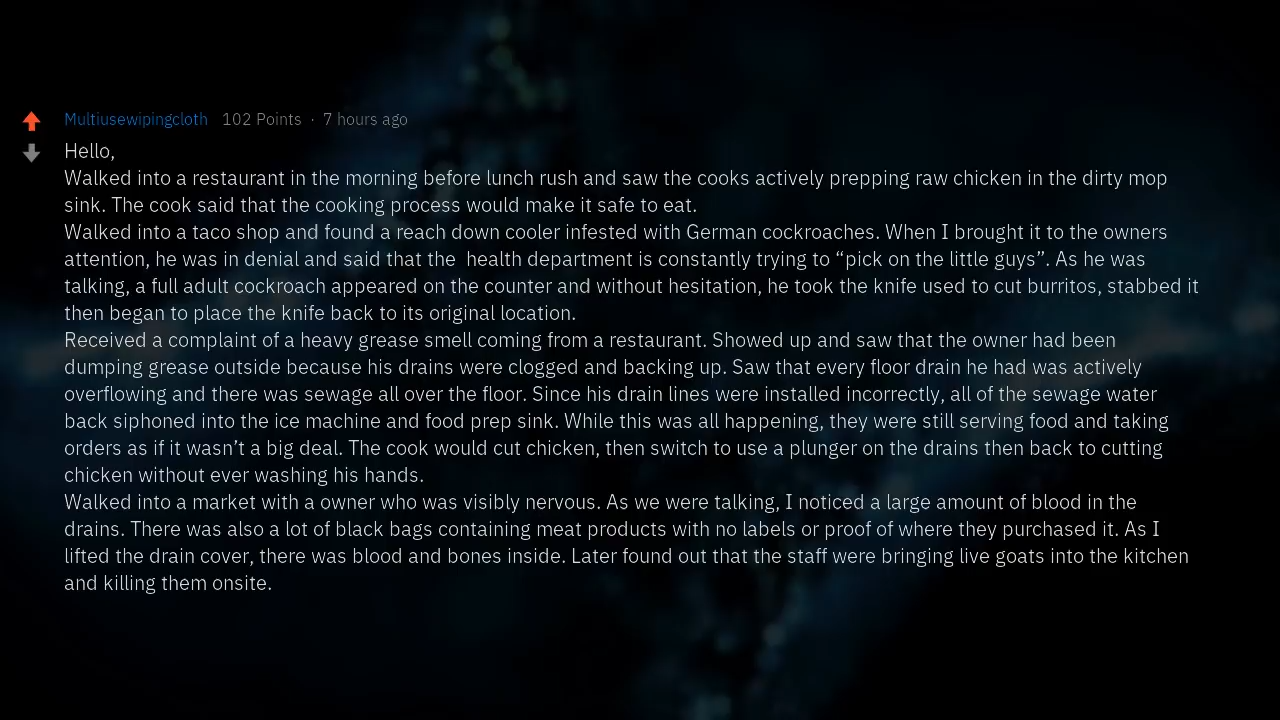 Multiusewipingcloth 102 Points · 7 hours ago
Hello,
Walked into a restaurant in the morning before lunch rush and saw the cooks actively prepping raw chicken in the dirty mop
sink. The cook said that the cooking process would make it safe to eat.
Walked into a taco shop and found a reach down cooler infested with German cockroaches. When I brought it to the owners
attention, he was in denial and said that the  health department is constantly trying to “pick on the little guys”. As he was
talking, a full adult cockroach appeared on the counter and without hesitation, he took the knife used to cut burritos, stabbed it
then began to place the knife back to its original location.
Received a complaint of a heavy grease smell coming from a restaurant. Showed up and saw that the owner had been
dumping grease outside because his drains were clogged and backing up. Saw that every floor drain he had was actively
overflowing and there was sewage all over the floor. Since his drain lines were installed incorrectly, all of the sewage water
back siphoned into the ice machine and food prep sink. While this was all happening, they were still serving food and taking
orders as if it wasn’t a big deal. The cook would cut chicken, then switch to use a plunger on the drains then back to cutting
chicken without ever washing his hands.
Walked into a market with a owner who was visibly nervous. As we were talking, I noticed a large amount of blood in the
drains. There was also a lot of black bags containing meat products with no labels or proof of where they purchased it. As I
lifted the drain cover, there was blood and bones inside. Later found out that the staff were bringing live goats into the kitchen
and killing them onsite.